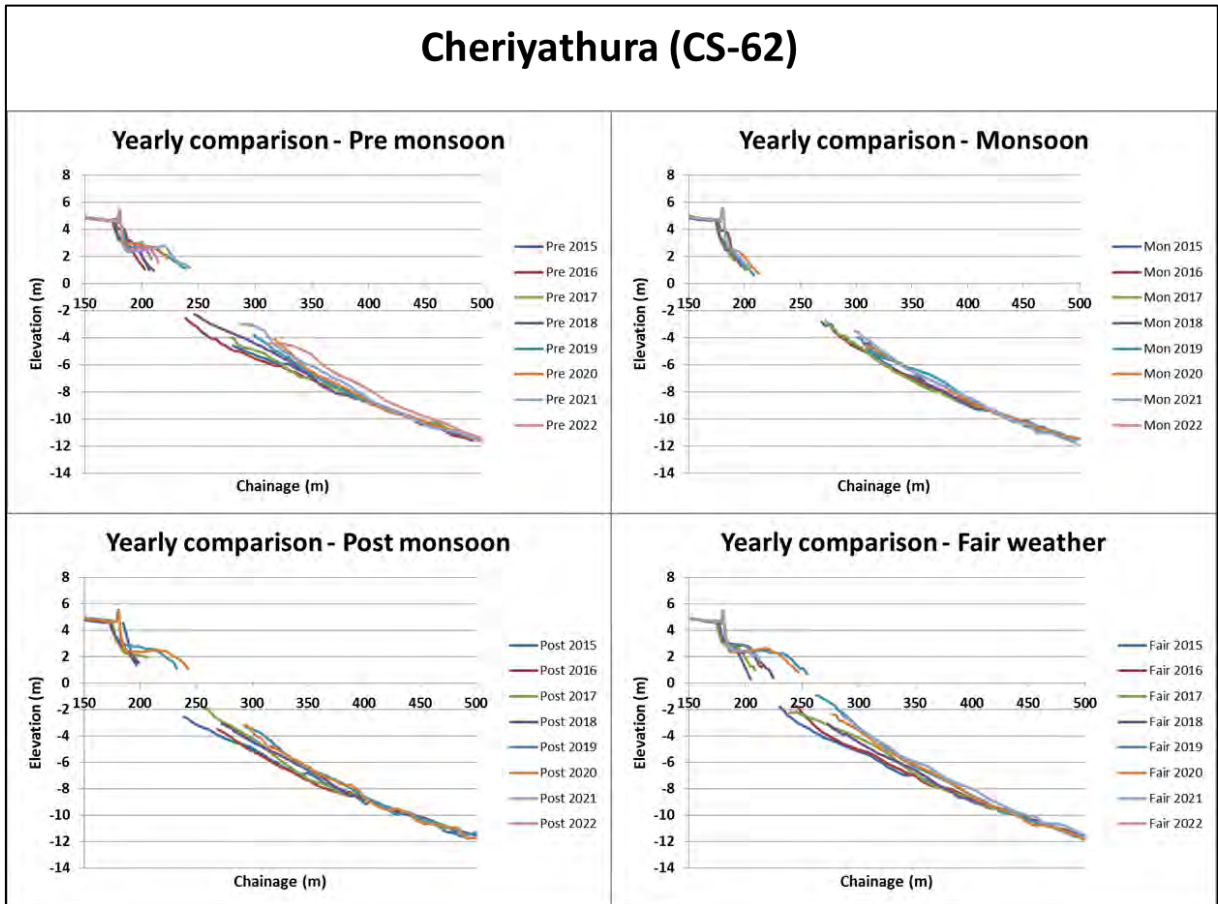 Cheriyathura (CS-62)
Yearly comparison - Pre monsoon
8
6
4
2
0
-2
-4
-6
-8
-10
-12
-14
150 200 250 300 350 400 450 500
Elevation (m)
Chainage (m)
Pre 2015
Pre 2016
Pre 2017
Pre 2018
Pre 2019
Pre 2020
Pre 2021
Pre 2022
Yearly comparison - Monsoon
8
6
4
2
0
-2
-4
-6
-8
-10
-12
-14
150 200 250 300 350 400 450 500
Elevation (m)
Chainage (m)
Mon 2015
Mon 2016
Mon 2017
Mon 2018
Mon 2019
Mon 2020
Mon 2021
Mon 2022
Yearly comparison - Post monsoon
8
6
4
2
0
-2
-4
-6
-8
-10
-12
-14
150 200 250 300 350 400 450 500
Elevation (m)
Chainage (m)
Post 2015
Post 2016
Post 2017
Post 2018
Post 2019
Post 2020
Post 2021
Post 2022
Yearly comparison - Fair weather
8
6
4
2
0
-2
-4
-6
-8
-10
-12
-14
150 200 250 300 350 400 450 500
Elevation (m)
Chainage (m)
Fair 2015
Fair 2016
Fair 2017
Fair 2018
Fair 2019
Fair 2020
Fair 2021
Fair 2022